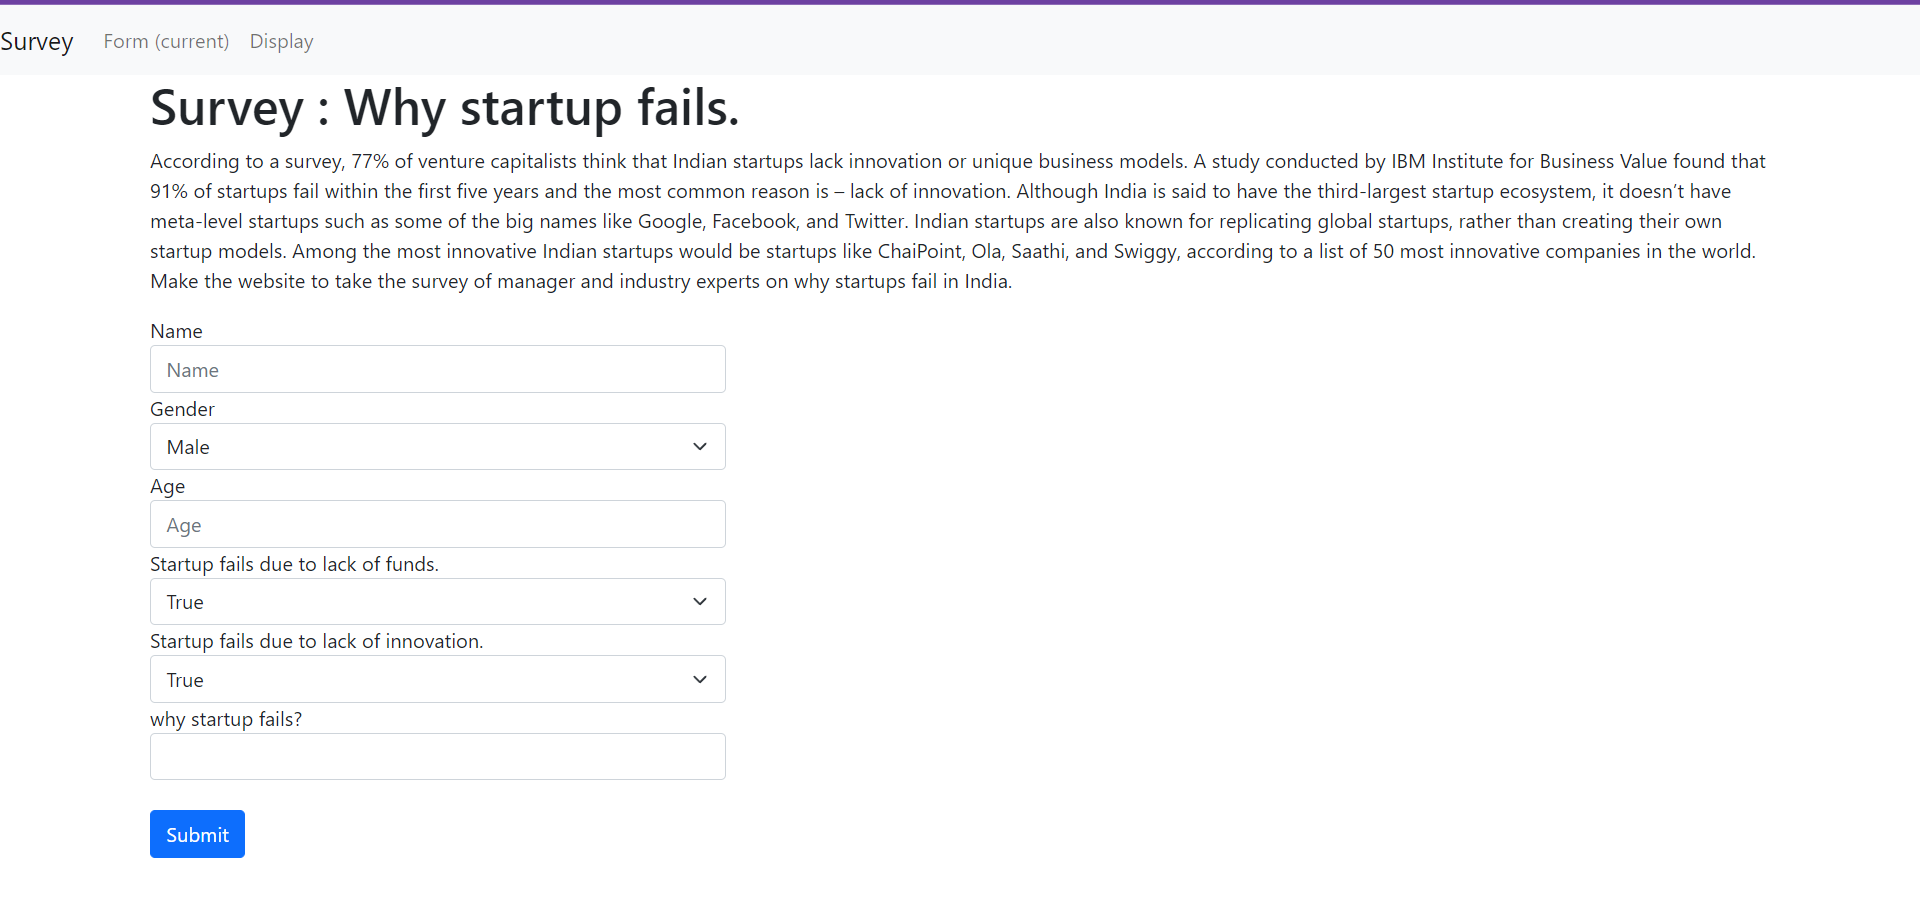 Survey Form (current) Display
Survey : Why startup fails.
According to a survey, 77% of venture capitalists think that Indian startups lack innovation or unique business models. A study conducted by IBM Institute for Business Value found that
91% of startups fail within the first five years and the most common reason is – lack of innovation. Although India is said to have the third-largest startup ecosystem, it doesn’t have
meta-level startups such as some of the big names like Google, Facebook, and Twitter. Indian startups are also known for replicating global startups, rather than creating their own
startup models. Among the most innovative Indian startups would be startups like ChaiPoint, Ola, Saathi, and Swiggy, according to a list of 50 most innovative companies in the world.
Make the website to take the survey of manager and industry experts on why startups fail in India.
Name
Name
Gender
Male
Age
Age
Startup fails due to lack of funds.
True
Startup fails due to lack of innovation.
True
why startup fails?
Submit